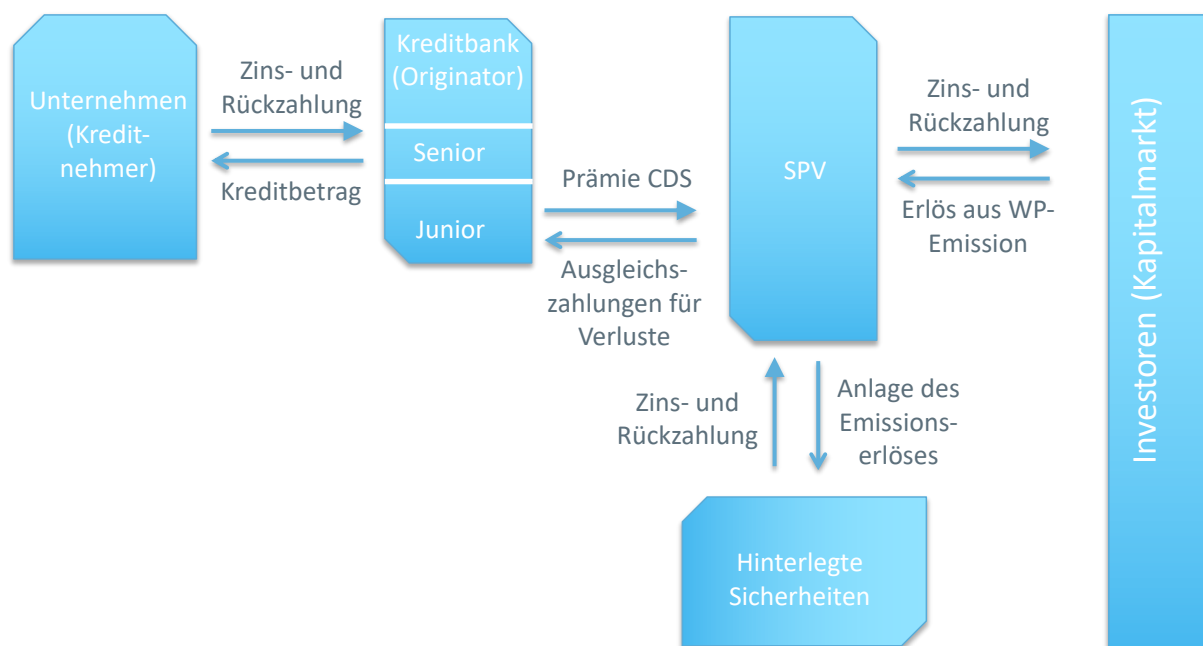 Unternehmen
(Kredit-
nehmer)
Zins- und
Rückzahlung
Kreditbetrag
Kreditbank
(Originator)
Senior
Junior
Prämie CDS
Ausgleichs-
zahlungen für
Verluste
SPV
Zins- und
Rückzahlung
Erlös aus WP-
Emission
Investoren (Kapitalmarkt)
Zins- und
Rückzahlung
Anlage des
Emissions-
erlöses
Hinterlegte
Sicherheiten